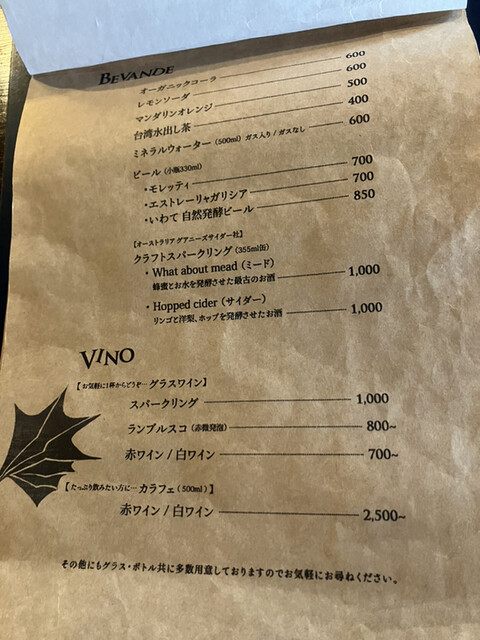 BEVANDE
オーガニックコーラ 600
レモンソーダ 600
マンダリンオレンジ 500
台湾水出し茶 400
ミネラルウォーター (500ml) ガス入り / ガスなし 600
ビール (小瓶330ml)
・モレッティ 700
・エストレーリャガリシア 700
・いわて 自然発酵ビール 850
【オーストラリア グアニーズサイダー社】
クラフトスパークリング (355ml缶)
・What about mead (ミード) 1,000
蜂蜜とお水を発酵させた最古のお酒
・Hopped cider (サイダー)
リンゴと洋梨、ホップを発酵させたお酒 1,000
VINO
【お気軽に1杯からどうぞ… グラスワイン】
スパークリング 1,000
ランブルスコ (赤微発泡) 800~
赤ワイン / 白ワイン 700~
【たっぷり飲みたい方に… カラフェ (500ml)】
赤ワイン / 白ワイン 2,500~
その他にもグラス・ボトル共に多数用意しておりますのでお気軽にお尋ねください。